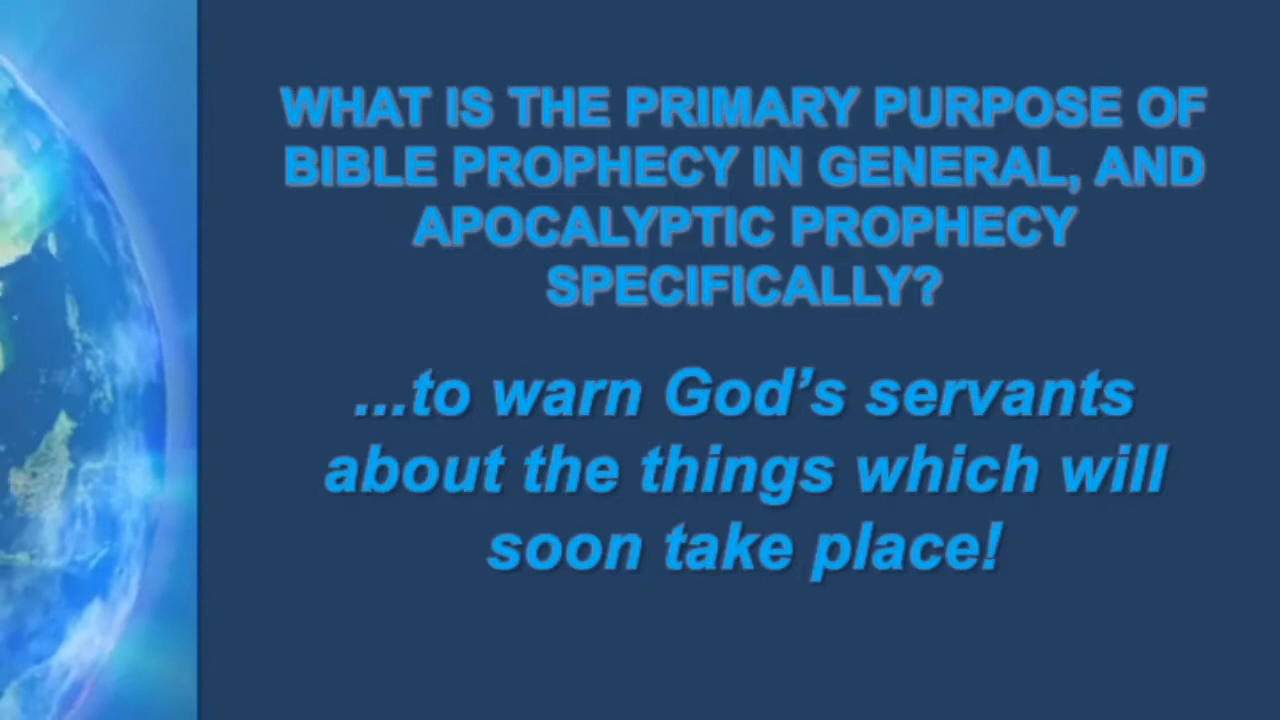 WHAT IS THE PRIMARY PURPOSE OF
BIBLE PROPHECY IN GENERAL, AND
APOCALYPTIC PROPHECY
SPECIFICALLY?
...to warn God’s servants
about the things which will
soon take place!